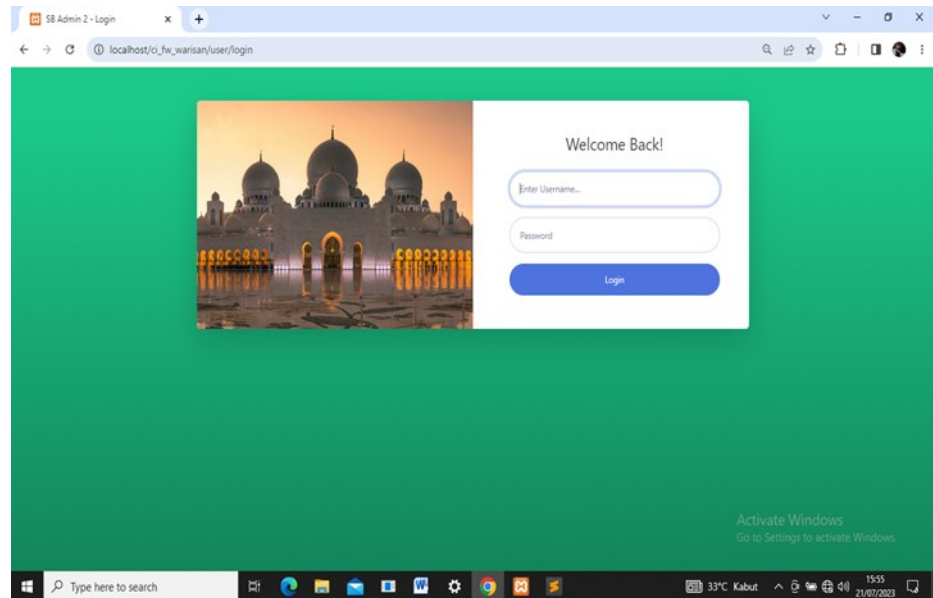 SB Admin 2 - Login
localhost/ci_fw_warisan/user/login
Welcome Back!
Enter Username...
Password
Login
Activate Windows
Go to Settings to activate Windows.
Type here to search
33°C Kabut
15:55
21/07/2023